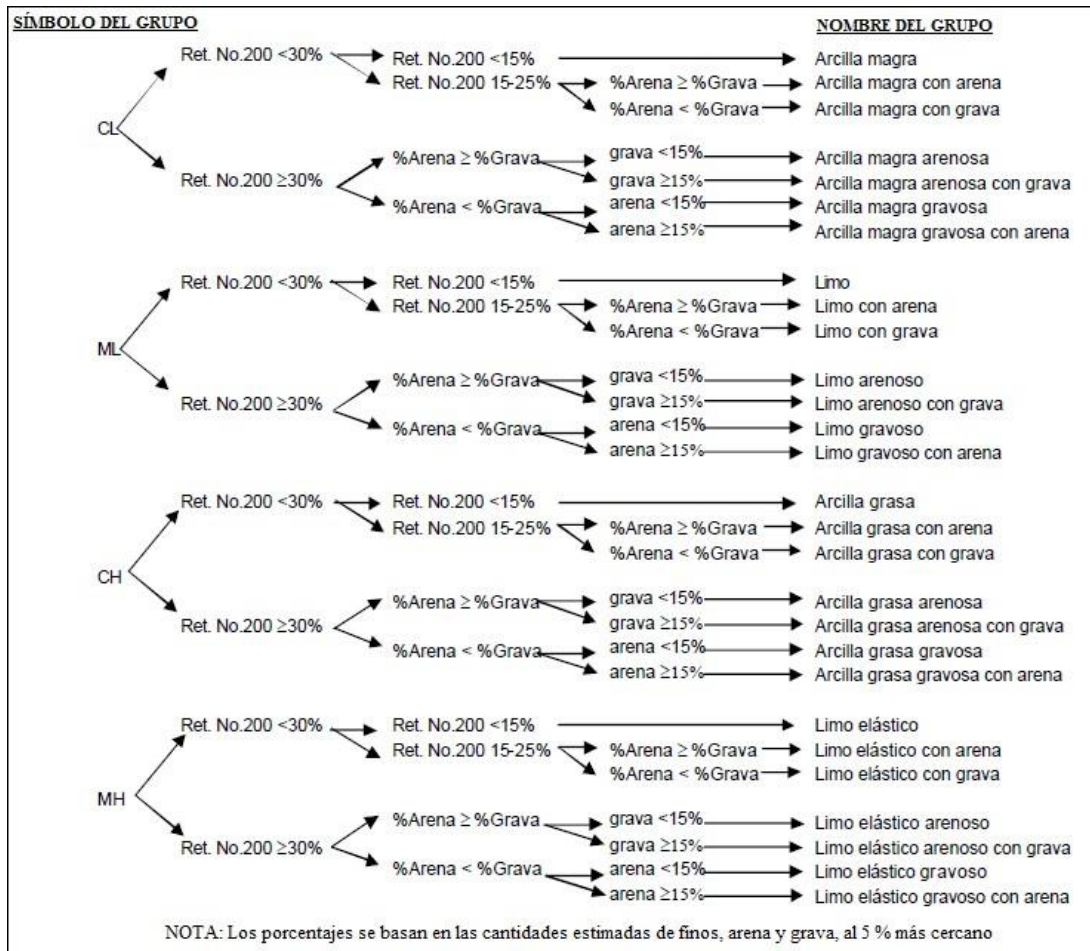 SÍMBOLO DEL GRUPO NOMBRE DEL GRUPO
Ret. No.200 <30% Ret. No.200 <15% Arcilla magra
Ret. No.200 15-25% %Arena ≥ %Grava Arcilla magra con arena
%Arena < %Grava Arcilla magra con grava
CL
%Arena ≥ %Grava grava <15% Arcilla magra arenosa
Ret. No.200 ≥30% grava ≥15% Arcilla magra arenosa con grava
%Arena < %Grava arena <15% Arcilla magra gravosa
arena ≥15% Arcilla magra gravosa con arena
Ret. No.200 <30% Ret. No.200 <15% Limo
Ret. No.200 15-25% %Arena ≥ %Grava Limo con arena
%Arena < %Grava Limo con grava
ML
%Arena ≥ %Grava grava <15% Limo arenoso
Ret. No.200 ≥30% grava ≥15% Limo arenoso con grava
%Arena < %Grava arena <15% Limo gravoso
arena ≥15% Limo gravoso con arena
Ret. No.200 <30% Ret. No.200 <15% Arcilla grasa
Ret. No.200 15-25% %Arena ≥ %Grava Arcilla grasa con arena
%Arena < %Grava Arcilla grasa con grava
CH
%Arena ≥ %Grava grava <15% Arcilla grasa arenosa
Ret. No.200 ≥30% grava ≥15% Arcilla grasa arenosa con grava
%Arena < %Grava arena <15% Arcilla grasa gravosa
arena ≥15% Arcilla grasa gravosa con arena
Ret. No.200 <30% Ret. No.200 <15% Limo elástico
Ret. No.200 15-25% %Arena ≥ %Grava Limo elástico con arena
%Arena < %Grava Limo elástico con grava
MH
%Arena ≥ %Grava grava <15% Limo elástico arenoso
Ret. No.200 ≥30% grava ≥15% Limo elástico arenoso con grava
%Arena < %Grava arena <15% Limo elástico gravoso
arena ≥15% Limo elástico gravoso con arena
NOTA: Los porcentajes se basan en las cantidades estimadas de finos, arena y grava, al 5 % más cercano